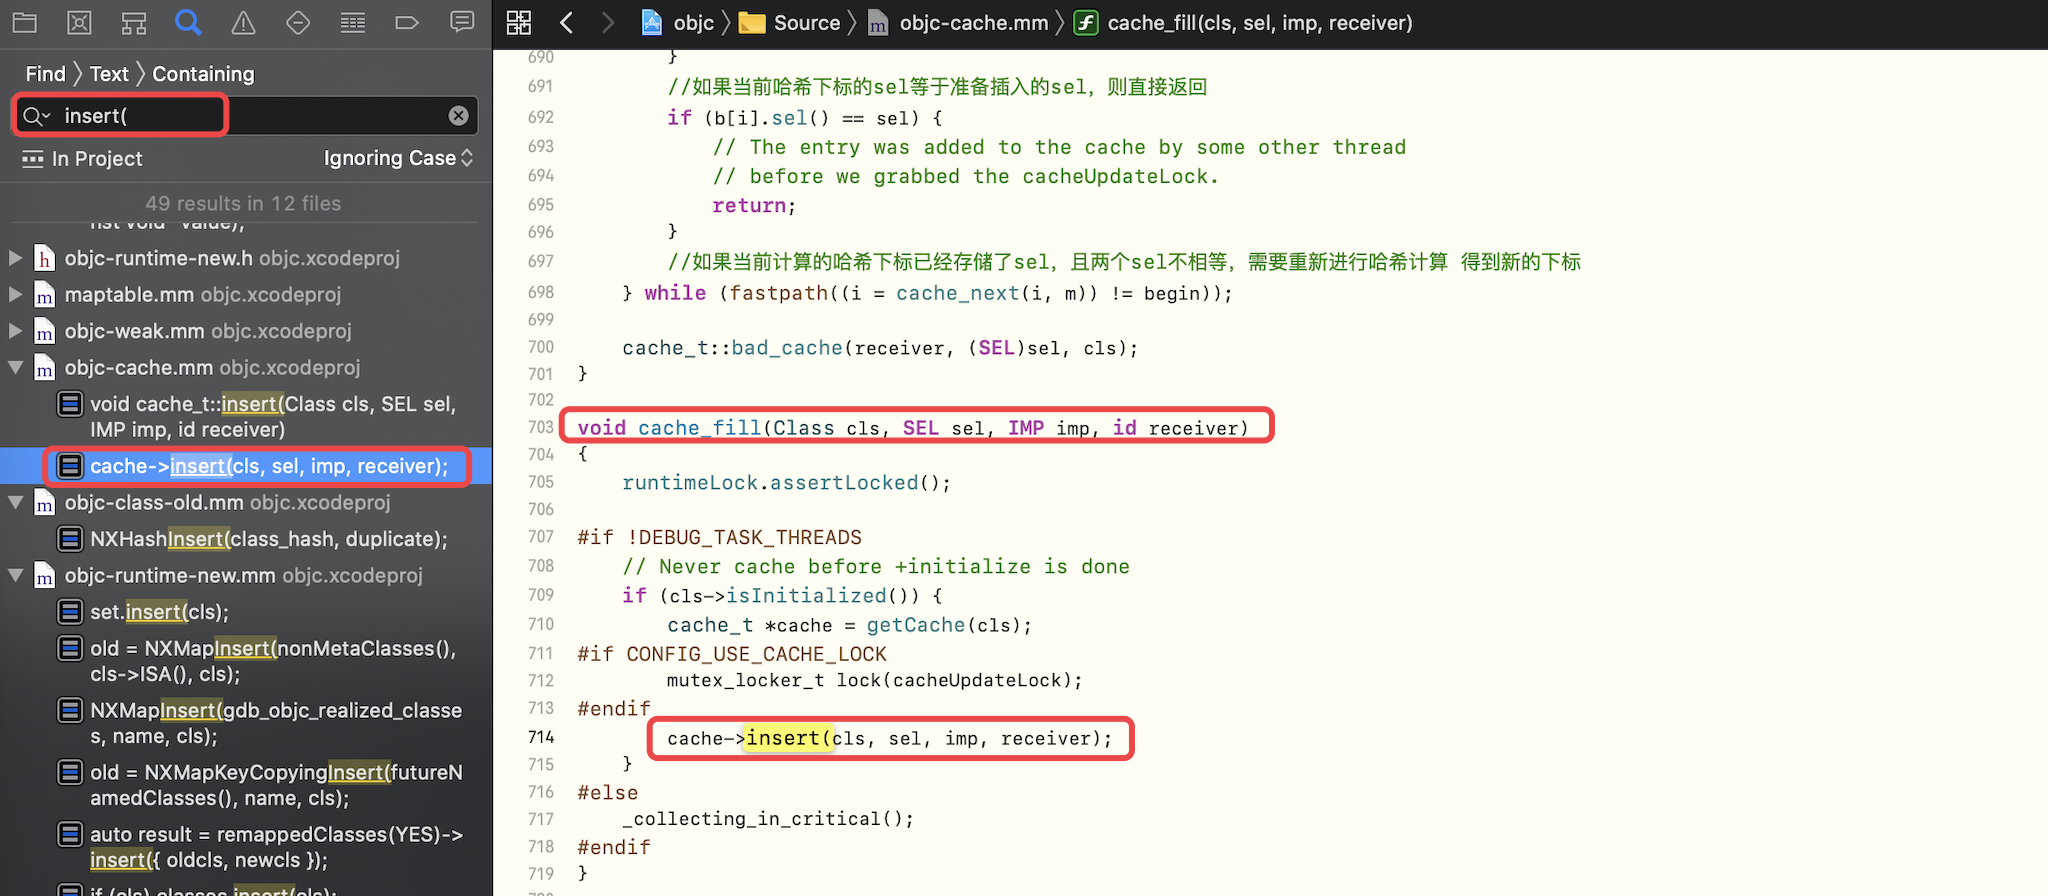 Find 〉Text 〉Containing
insert(
In Project
Ignoring Case
49 results in 12 files
objc-runtime-new.h objc.xcodeproj
maptable.mm objc.xcodeproj
objc-weak.mm objc.xcodeproj
objc-cache.mm objc.xcodeproj
void cache_t::insert(Class cls, SEL sel,
IMP imp, id receiver)
cache->insert(cls, sel, imp, receiver);
objc-class-old.mm objc.xcodeproj
NXHashInsert(class_hash, duplicate);
objc-runtime-new.mm objc.xcodeproj
set.insert(cls);
old = NXMapInsert(nonMetaClasses(),
cls->ISA(), cls);
NXMapInsert(gdb_objc_realized_classe
s, name, cls);
old = NXMapKeyCopyingInsert(futureN
amedClasses(), name, cls);
auto result = remappedClasses(YES)->
insert({ oldcls, newcls });
if (cls) classes.insert(cls);
objc 〉Source 〉objc-cache.mm 〉cache_fill(cls, sel, imp, receiver)
690 }
691 //如果当前哈希下标的sel等于准备插入的sel，则直接返回
692 if (b[i].sel() == sel) {
693 // The entry was added to the cache by some other thread
694 // before we grabbed the cacheUpdateLock.
695 return;
696 }
697 //如果当前计算的哈希下标已经存储了sel，且两个sel不相等，需要重新进行哈希计算 得到新的下标
698 } while (fastpath((i = cache_next(i, m)) != begin));
699
700 cache_t::bad_cache(receiver, (SEL)sel, cls);
701 }
702
703 void cache_fill(Class cls, SEL sel, IMP imp, id receiver)
704 {
705 runtimeLock.assertLocked();
706
707 #if !DEBUG_TASK_THREADS
708 // Never cache before +initialize is done
709 if (cls->isInitialized()) {
710 cache_t *cache = getCache(cls);
711 #if CONFIG_USE_CACHE_LOCK
712 mutex_locker_t lock(cacheUpdateLock);
713 #endif
714 cache->insert(cls, sel, imp, receiver);
715 }
716 #else
717 _collecting_in_critical();
718 #endif
719 }